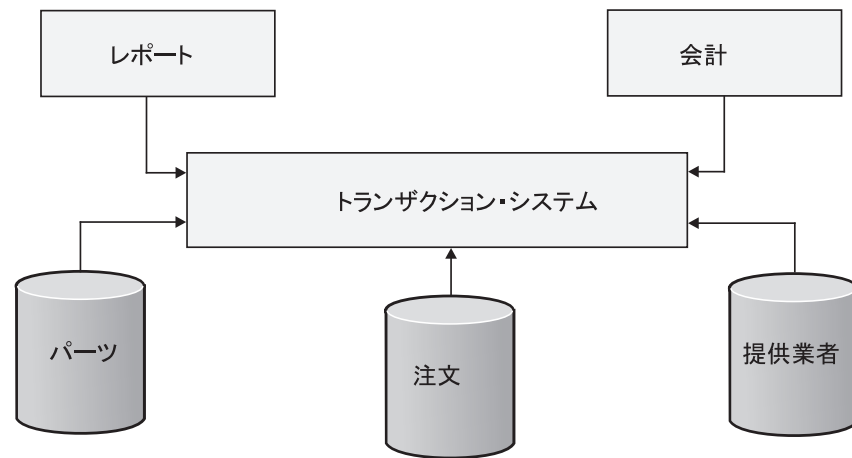 レポート
会計
トランザクション・システム
パーツ
注文
提供業者